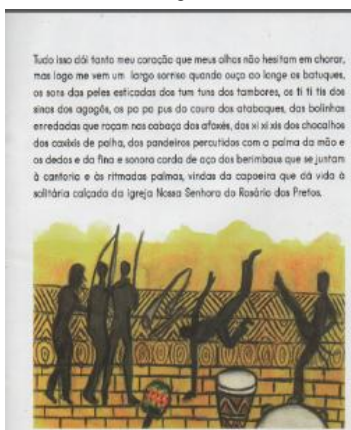 Tudo isso dói tanto meu coração que meus olhos não hesitam em chorar,
mas logo me vem um largo sorriso quando ouço ao longe os batuques,
os sons das peles esticadas dos tum tuns dos tambores, os ti ti tis dos
sinos dos agogôs, os pa pa pus do couro dos atabaques, das bolinhas
enredadas que roçam nas cabaça dos afoxés, dos xi xi xis dos chocalhos
dos caxixis de palha, dos pandeiros percutidos com a palma da mão e
os dedos e da fina e sonora corda de aço dos berimbaus que se juntam
à cantoria e às ritmadas palmas, vindas da capoeira que dá vida à
solitária calçada da Igreja Nossa Senhora do Rosário dos Pretos.